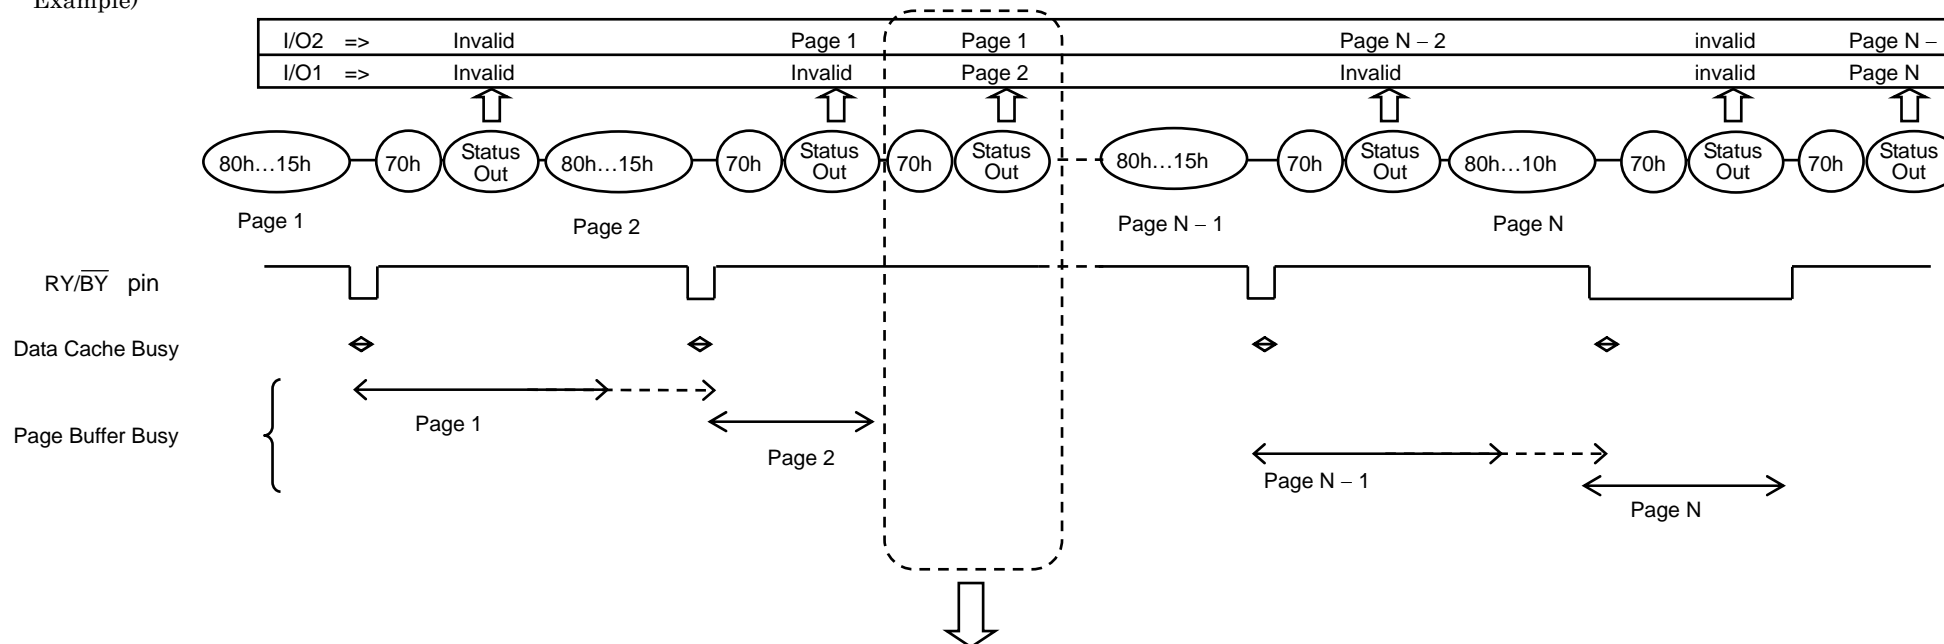 Example)
I/O2 => Invalid Page 1 Page 1 Page N − 2 invalid Page N −
I/O1 => Invalid Invalid Page 2 Invalid invalid Page N
80h…15h 70h Status Out 80h…15h 70h Status Out 70h Status Out 80h…15h 70h Status Out 80h…10h 70h Status Out 70h Status Out
Page 1 Page 2 Page N − 1 Page N
RY/BY pin
Data Cache Busy
Page Buffer Busy
Page 1
Page 2
Page N − 1
Page N